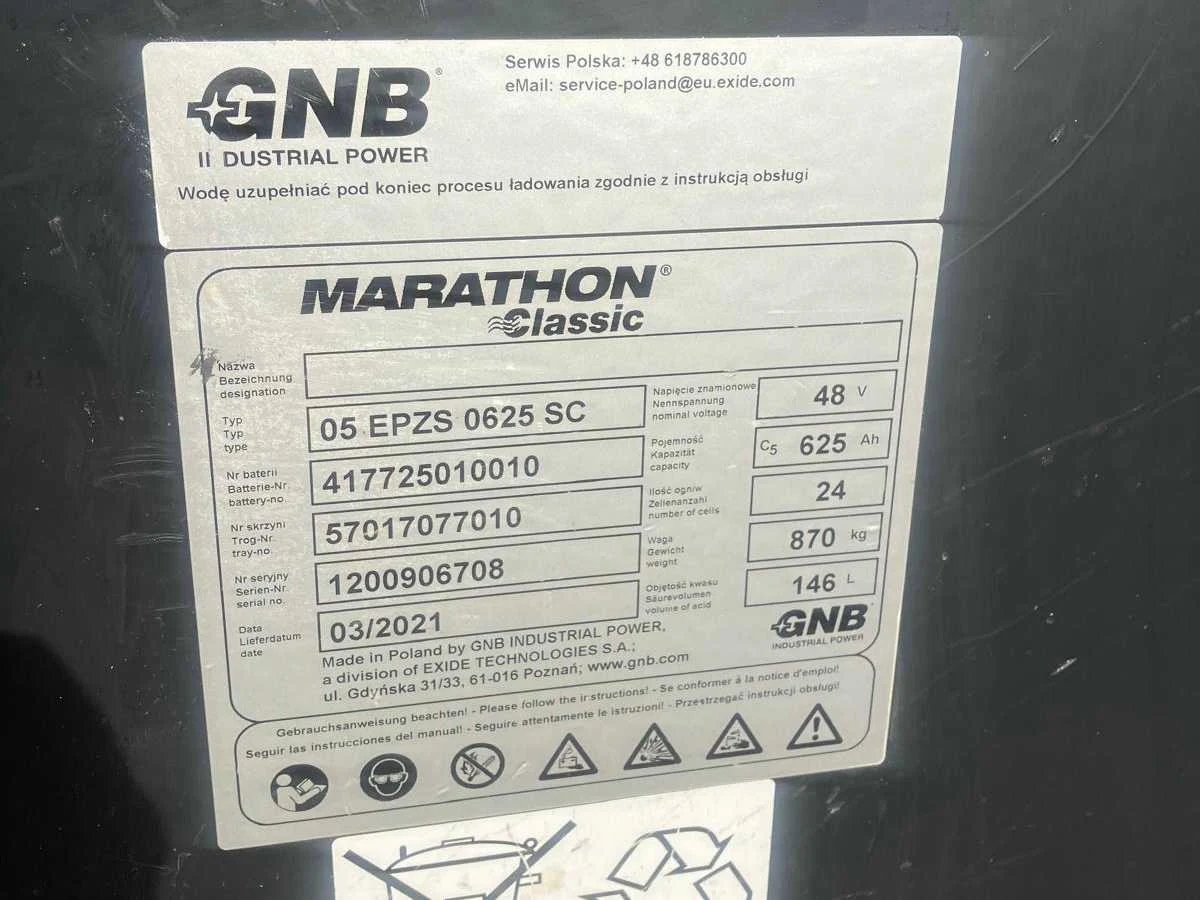 GNB®
II DUSTRIAL POWER
Serwis Polska: +48 618786300
eMail: service-poland@eu.exide.com
Wodę uzupełniać pod koniec procesu ładowania zgodnie z instrukcją obsługi
MARATHON®
Classic
Nazwa
Bezeichnung
designation
Typ
Typ
type
05 EPZS 0625 SC
Nr baterii
Batterie-Nr.
battery-no.
417725010010
Nr skrzyni
Trog-Nr.
tray-no.
57017077010
Nr seryjny
Serien-Nr.
serial no.
1200906708
Data
Lieferdatum
date
03/2021
Napięcie znamionowe
Nennspannung
nominal voltage
48 V
Pojemność
Kapazität
capacity
C5 625 Ah
Ilość ogniw
Zellenanzahl
number of cells
24
Waga
Gewicht
weight
870 kg
Objętość kwasu
Säurevolumen
volume of acid
146 L
Made in Poland by GNB INDUSTRIAL POWER,
a division of EXIDE TECHNOLOGIES S.A.;
ul. Gdyńska 31/33, 61-016 Poznań; www.gnb.com
GNB®
INDUSTRIAL POWER
Gebrauchsanweisung beachten! - Please follow the instructions! - Se conformer à la notice d'emploi!
Seguir las instrucciones del manual! - Seguire attentamente le istruzioni! - Przestrzegać instrukcji obsługi!